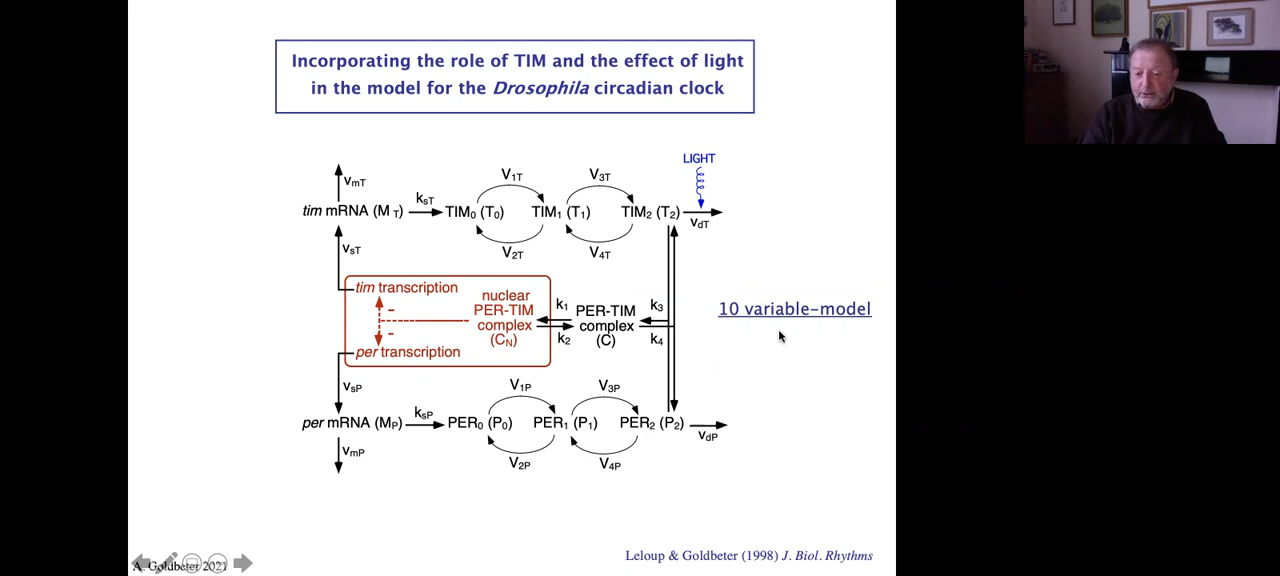 Incorporating the role of TIM and the effect of light
in the model for the Drosophila circadian clock
LIGHT
vmT
V1T
V3T
tim mRNA (MT)
ksT
TIM0 (T0)
TIM1 (T1)
TIM2 (T2)
vdT
vsT
V2T
V4T
tim transcription
nuclear
PER-TIM
complex
(CN)
k1
k2
PER-TIM
complex
(C)
k3
k4
10 variable-model
per transcription
vsP
V1P
V3P
per mRNA (MP)
ksP
PER0 (P0)
PER1 (P1)
PER2 (P2)
vdP
vmP
V2P
V4P
Leloup & Goldbeter (1998) J. Biol. Rhythms
A. Goldbeter 2021